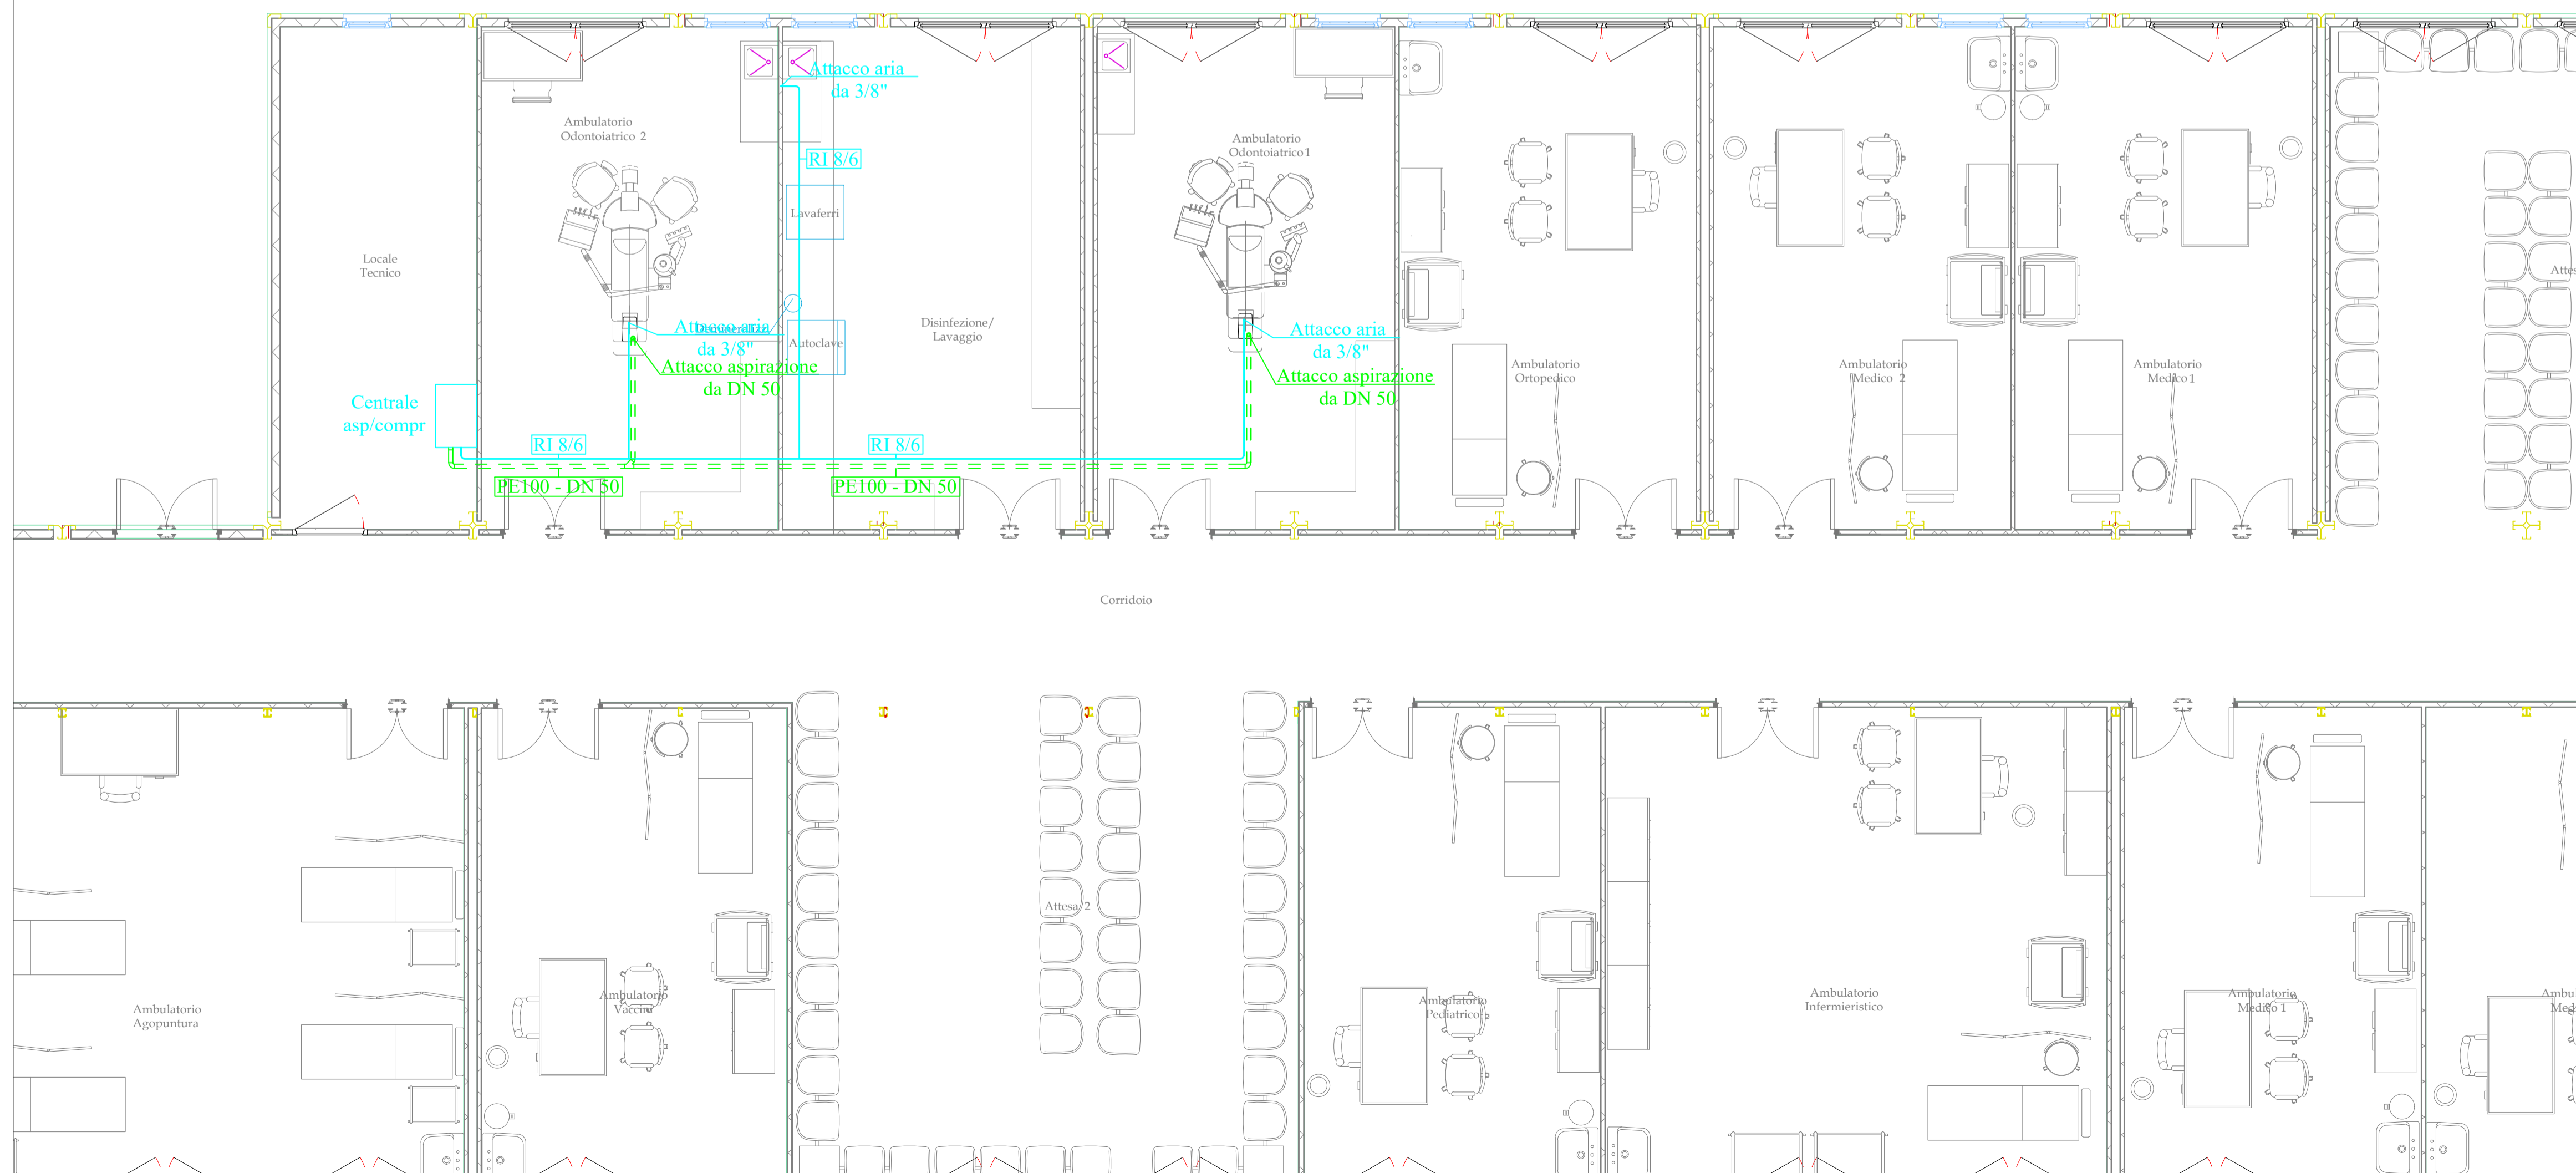 Attacco aria
da 3/8"
Ambulatorio
Odontoiatrico 2
RI 8/6
Ambulatorio
Odontoiatrico 1
Lavaferri
Locale
Tecnico
Attacco aria
da 3/8"
Autoclave
Attacco aspirazione
da DN 50
Disinfezione/
Lavaggio
Attacco aria
da 3/8"
Attacco aspirazione
da DN 50
Ambulatorio
Ortopedico
Ambulatorio
Medico 2
Ambulatorio
Medico 1
Centrale
asp/compr
RI 8/6
RI 8/6
PE100 - DN 50
PE100 - DN 50
Corridoio
Attesa 2
Ambulatorio
Agopuntura
Ambulatorio
Vaccini
Ambulatorio
Pediatrico
Ambulatorio
Infermieristico
Ambulatorio
Medico 1